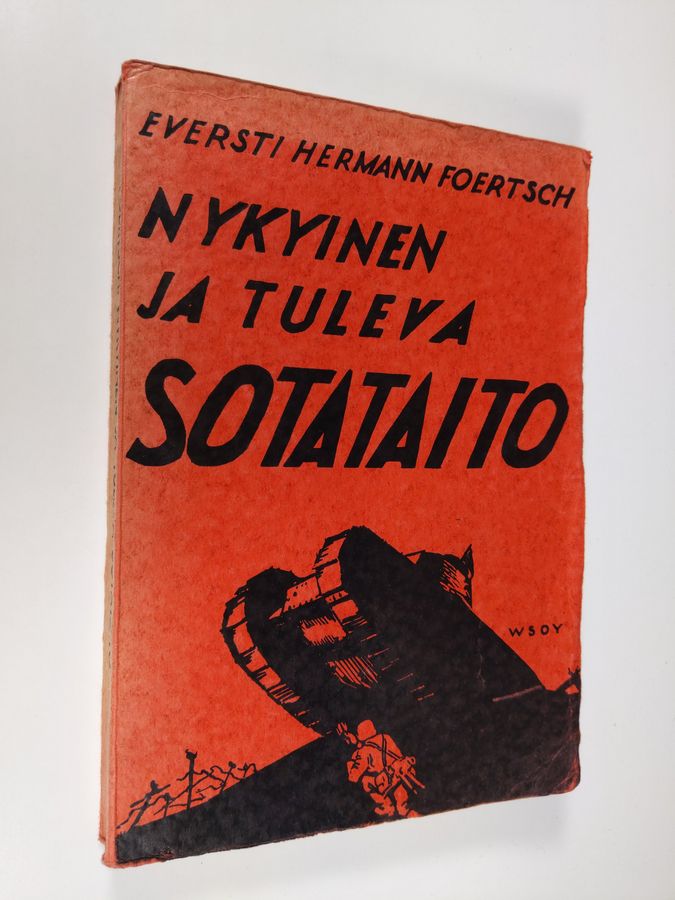 EVERSTI HERMANN FOERTSCH
NYKYINEN
JA TULEVA
SOTATAITO
WSOY